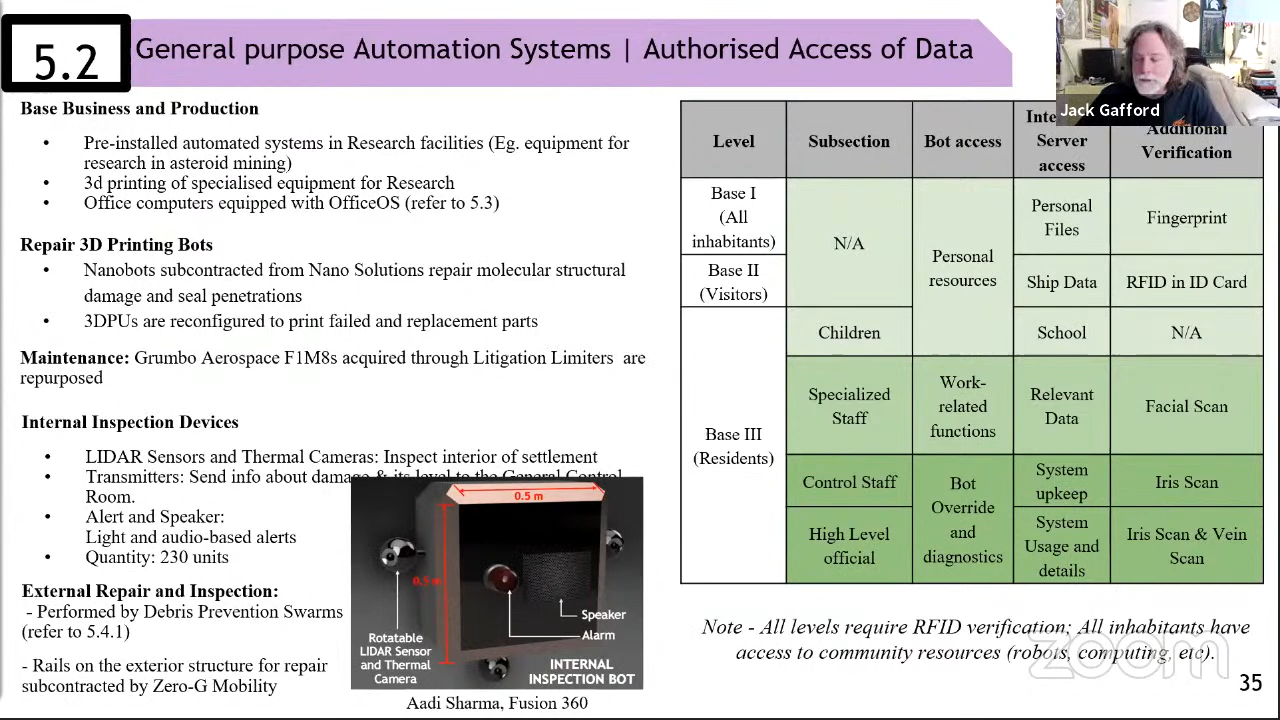 5.2
General purpose Automation Systems | Authorised Access of Data
Jack Gafford
Base Business and Production
• Pre-installed automated systems in Research facilities (Eg. equipment for
research in asteroid mining)
• 3d printing of specialised equipment for Research
• Office computers equipped with OfficeOS (refer to 5.3)
Repair 3D Printing Bots
• Nanobots subcontracted from Nano Solutions repair molecular structural
damage and seal penetrations
• 3DPUs are reconfigured to print failed and replacement parts
Maintenance: Grumbo Aerospace F1M8s acquired through Litigation Limiters are
repurposed
Internal Inspection Devices
• LIDAR Sensors and Thermal Cameras: Inspect interior of settlement
• Transmitters: Send info about damage & its level to the General Control
Room.
• Alert and Speaker:
Light and audio-based alerts
• Quantity: 230 units
External Repair and Inspection:
- Performed by Debris Prevention Swarms
(refer to 5.4.1)
- Rails on the exterior structure for repair
subcontracted by Zero-G Mobility
0.5 m
0.5 m
Speaker
Alarm
Rotatable
LIDAR Sensor
and Thermal
Camera
INTERNAL
INSPECTION BOT
Aadi Sharma, Fusion 360
Level
Subsection
Bot access
Server
access
Additional
Verification
Base I
(All
inhabitants)
N/A
Personal
resources
Personal
Files
Fingerprint
Base II
(Visitors)
Ship Data
RFID in ID Card
Base III
(Residents)
Children
School
N/A
Specialized
Staff
Work-
related
functions
Relevant
Data
Facial Scan
Control Staff
Bot
Override
and
diagnostics
System
upkeep
Iris Scan
High Level
official
System
Usage and
details
Iris Scan & Vein
Scan
Note - All levels require RFID verification; All inhabitants have
access to community resources (robots, computing, etc).
zoom
35